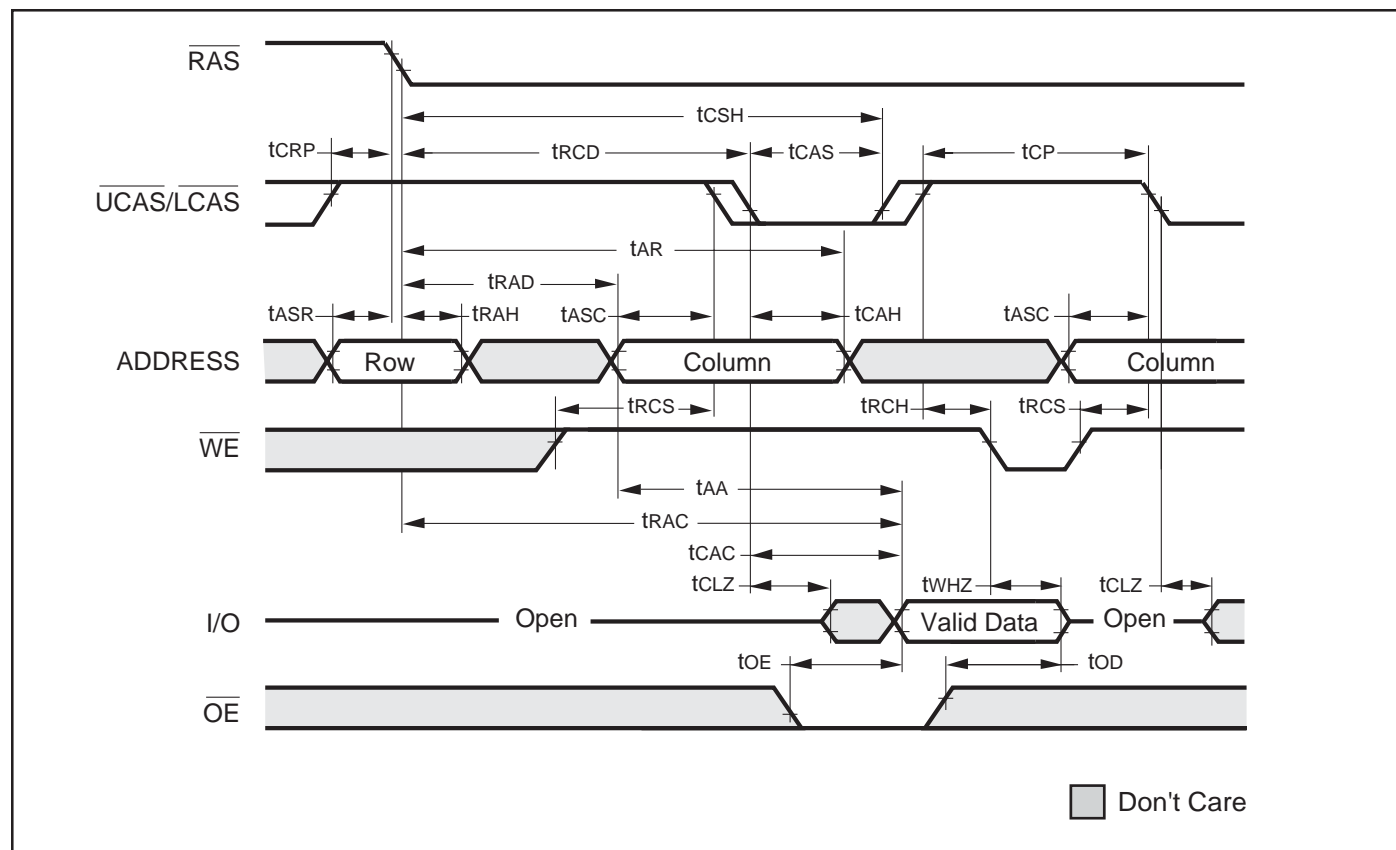 RAS
tCSH
tCRP
tRCD
tCAS
tCP
UCAS/LCAS
tAR
tRAD
tASR
tRAH
tASC
tCAH
tASC
ADDRESS
Row
Column
Column
tRCS
tRCH
tRCS
WE
tAA
tRAC
tCAC
tCLZ
tWHZ
tCLZ
I/O
Open
Valid Data
Open
tOE
tOD
OE
Don't Care